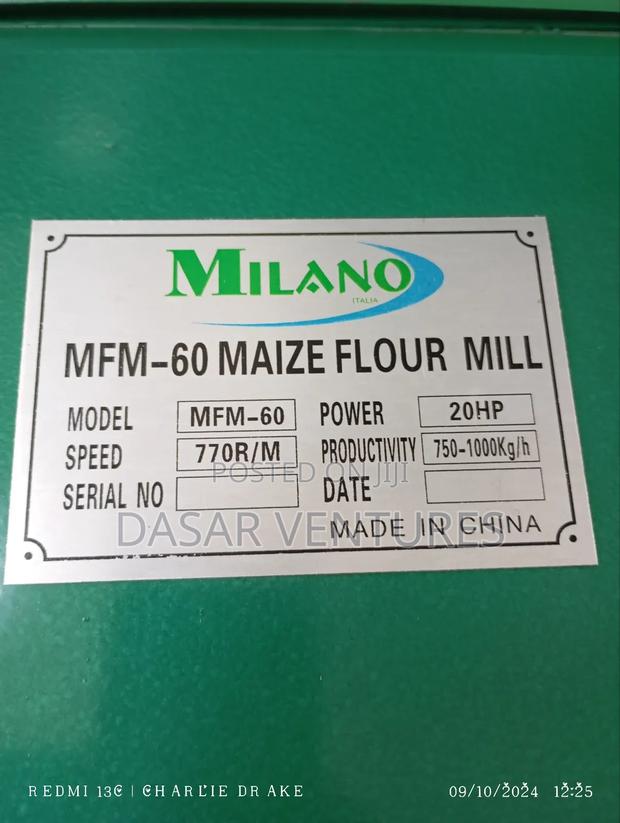 MILANO
ITALIA
MFM-60 MAIZE FLOUR MILL
MODEL MFM-60 POWER 20HP
SPEED 770R/M PRODUCTIVITY 750-1000Kg/h
POSTED ON JIJI
SERIAL NO DATE
DASAR VENTURES
MADE IN CHINA
REDMI 13C | CHARLIE DRAKE 09/10/2024 12:25